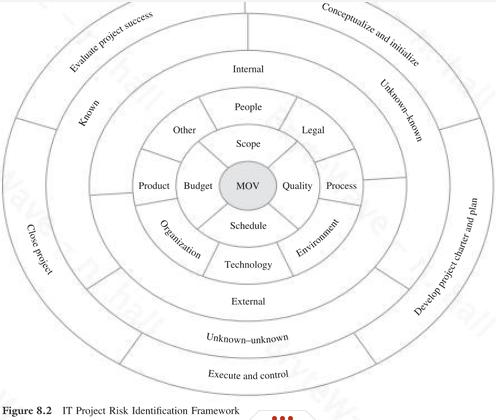 Evaluate project success
Conceptualize and initialize
Internal
Known
Unknown–known
People
Other
Legal
Scope
Product
Budget
MOV
Quality
Process
Close project
Schedule
Organization
Environment
Technology
Develop project charter and plan
External
Unknown–unknown
Execute and control
Figure 8.2 IT Project Risk Identification Framework